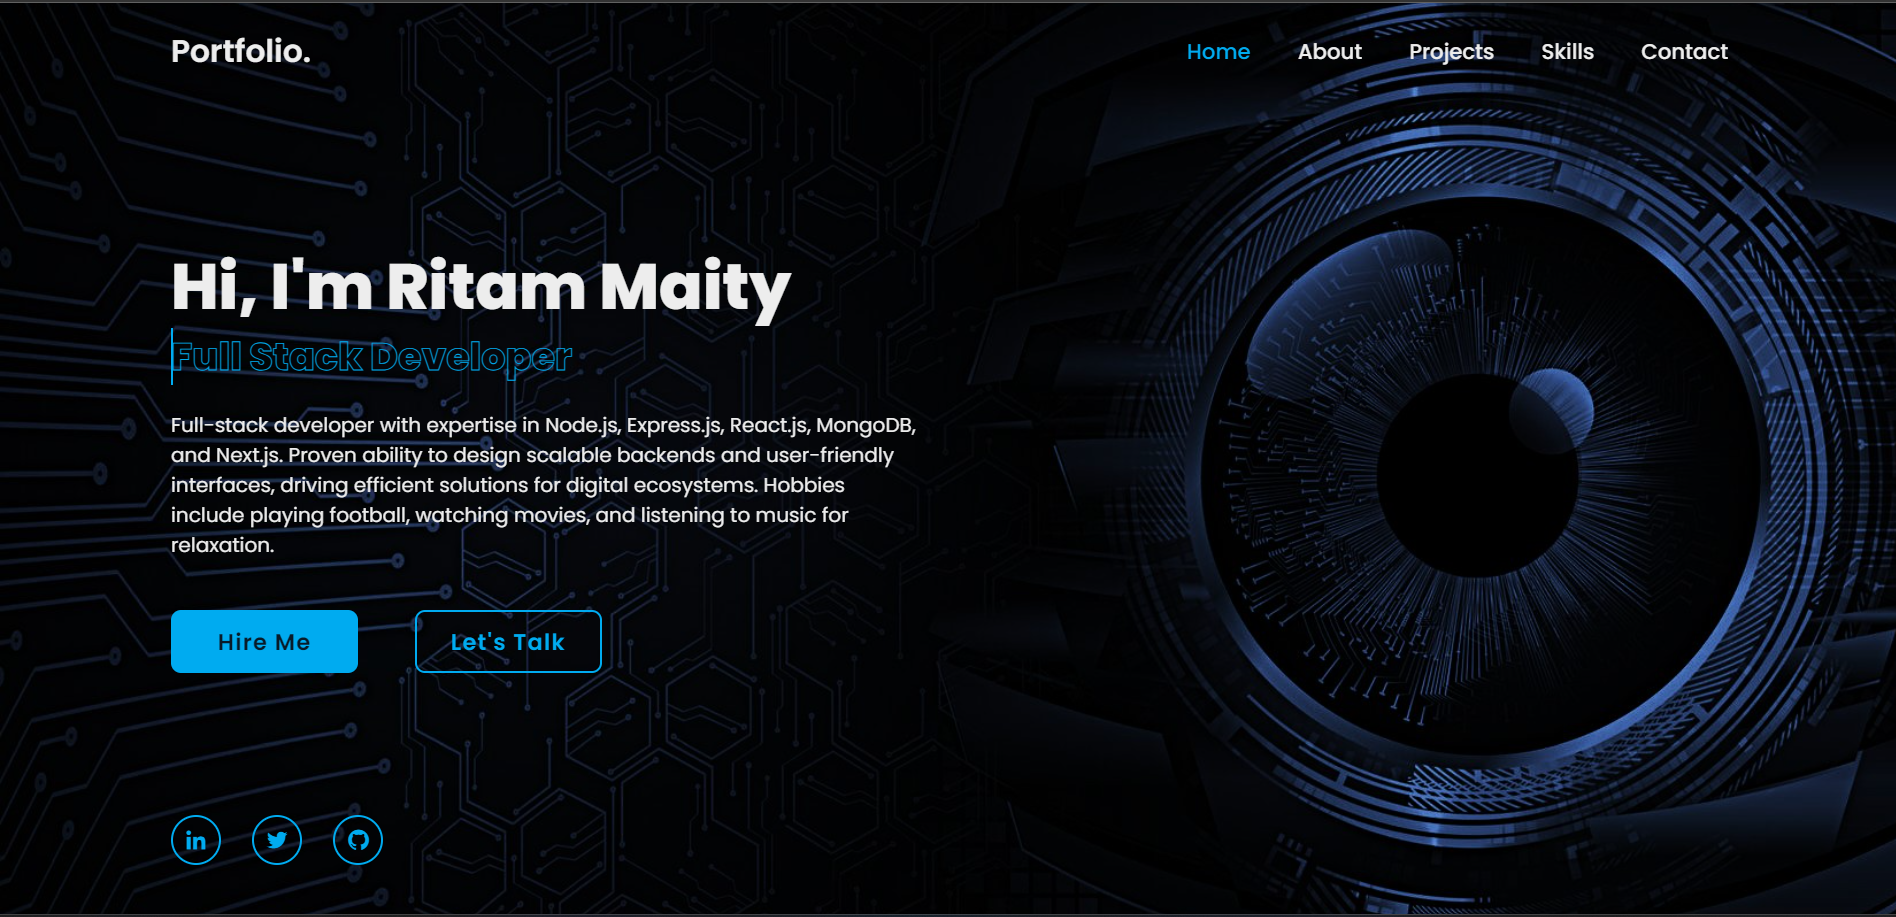 Portfolio.
Home About Projects Skills Contact
Hi, I'm Ritam Maity
Full Stack Developer
Full-stack developer with expertise in Node.js, Express.js, React.js, MongoDB,
and Next.js. Proven ability to design scalable backends and user-friendly
interfaces, driving efficient solutions for digital ecosystems. Hobbies
include playing football, watching movies, and listening to music for
relaxation.
Hire Me Let's Talk
in